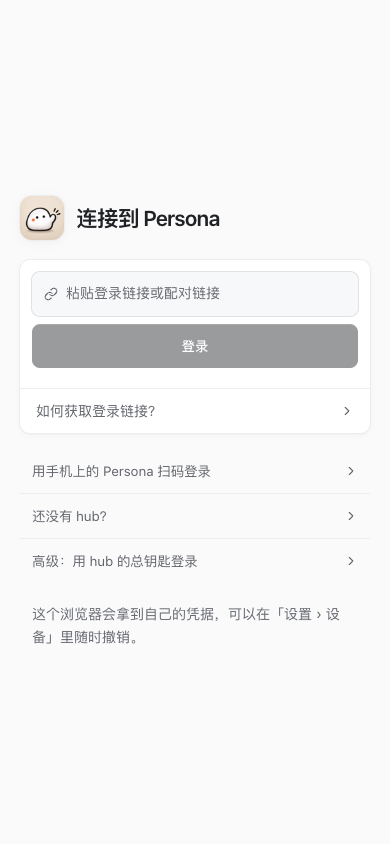 连接到 Persona
粘贴登录链接或配对链接
登录
如何获取登录链接?
用手机上的 Persona 扫码登录
还没有 hub?
高级：用 hub 的总钥匙登录
这个浏览器会拿到自己的凭据，可以在「设置 › 设
备」里随时撤销。